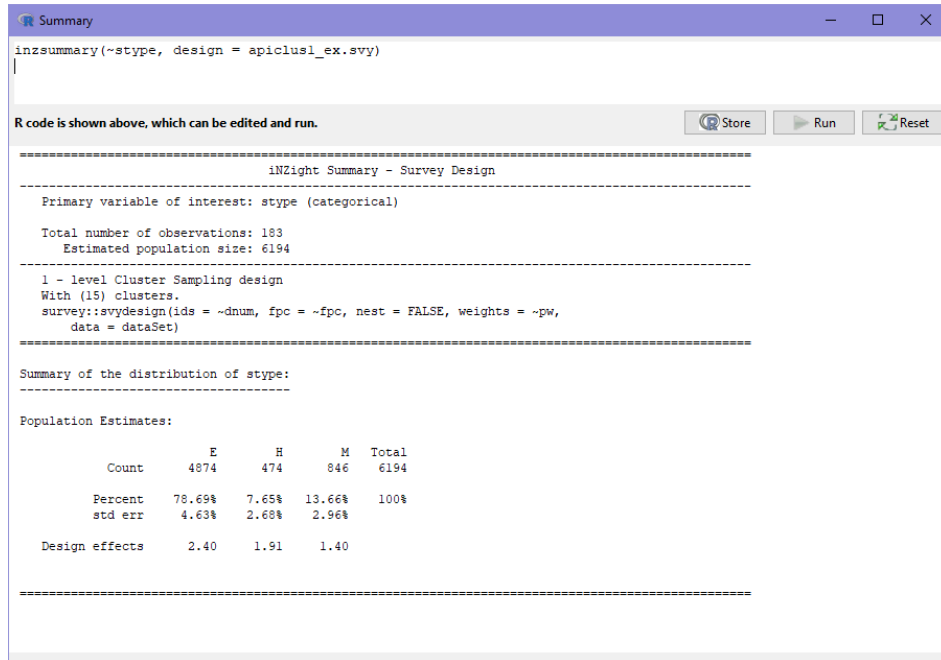 Summary
inzsummary(~stype, design = apiclus1_ex.svy)
R code is shown above, which can be edited and run.
Store
Run
Reset
====================================================================================================
iNZight Summary - Survey Design
----------------------------------------------------------------------------------------------------
Primary variable of interest: stype (categorical)
Total number of observations: 183
Estimated population size: 6194
----------------------------------------------------------------------------------------------------
1 - level Cluster Sampling design
With (15) clusters.
survey::svydesign(ids = ~dnum, fpc = ~fpc, nest = FALSE, weights = ~pw,
data = dataSet)
====================================================================================================
Summary of the distribution of stype:
-------------------------------------
Population Estimates:
E H M Total
Count 4874 474 846 6194
Percent 78.69% 7.65% 13.66% 100%
std err 4.63% 2.68% 2.96%
Design effects 2.40 1.91 1.40
====================================================================================================